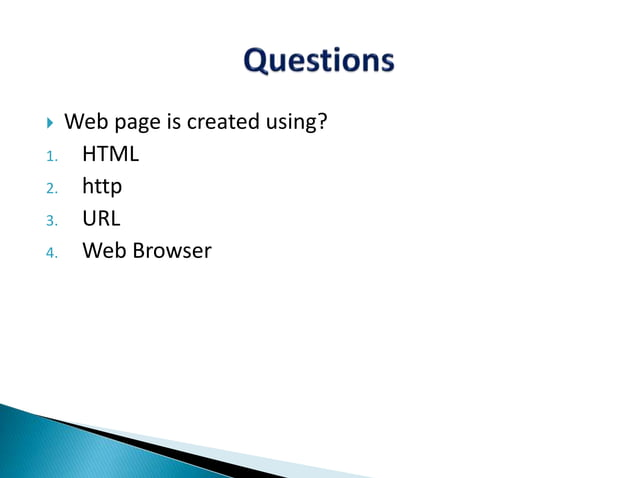 Questions
Web page is created using?
1. HTML
2. http
3. URL
4. Web Browser